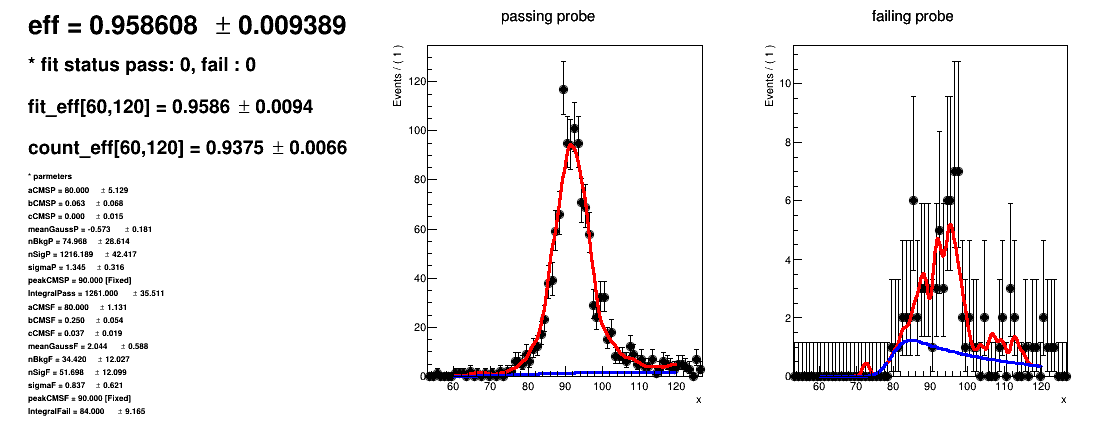 eff = 0.958608 ± 0.009389
* fit status pass: 0, fail : 0
fit_eff[60,120] = 0.9586 ± 0.0094
count_eff[60,120] = 0.9375 ± 0.0066
* parmeters
aCMSP = 80.000 ± 5.129
bCMSP = 0.063 ± 0.068
cCMSP = 0.000 ± 0.015
meanGaussP = -0.573 ± 0.181
nBkgP = 74.968 ± 28.614
nSigP = 1216.189 ± 42.417
sigmaP = 1.345 ± 0.316
peakCMSP = 90.000 [Fixed]
IntegralPass = 1261.000 ± 35.511
aCMSF = 80.000 ± 1.131
bCMSF = 0.250 ± 0.054
cCMSF = 0.037 ± 0.019
meanGaussF = 2.044 ± 0.588
nBkgF = 34.420 ± 12.027
nSigF = 51.698 ± 12.099
sigmaF = 0.837 ± 0.621
peakCMSF = 90.000 [Fixed]
IntegralFail = 84.000 ± 9.165
passing probe
Events / ( 1 )
120
100
80
60
40
20
0
60 70 80 90 100 110 120
x
failing probe
Events / ( 1 )
10
8
6
4
2
0
60 70 80 90 100 110 120
x